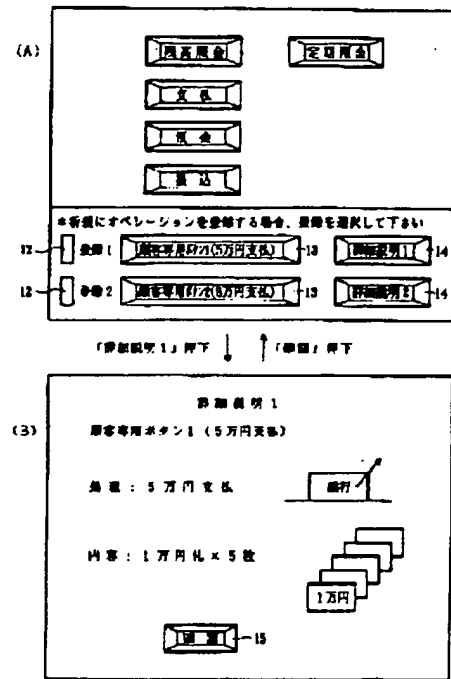 (A)
残高照会 定期預金
支払
預金
振込
*新規にオペレーションを登録する場合、登録を選択して下さい
12 登録1 顧客専用ボタン(5万円支払) 13 詳細説明1 14
12 登録2 顧客専用ボタン(8万円支払) 13 詳細説明2 14
「詳細説明1」押下 「確認」押下
(3)
詳細説明1
顧客専用ボタン1(5万円支払)
処理:5万円支払 銀行
内容:1万円札×5枚
1万円
確認 15